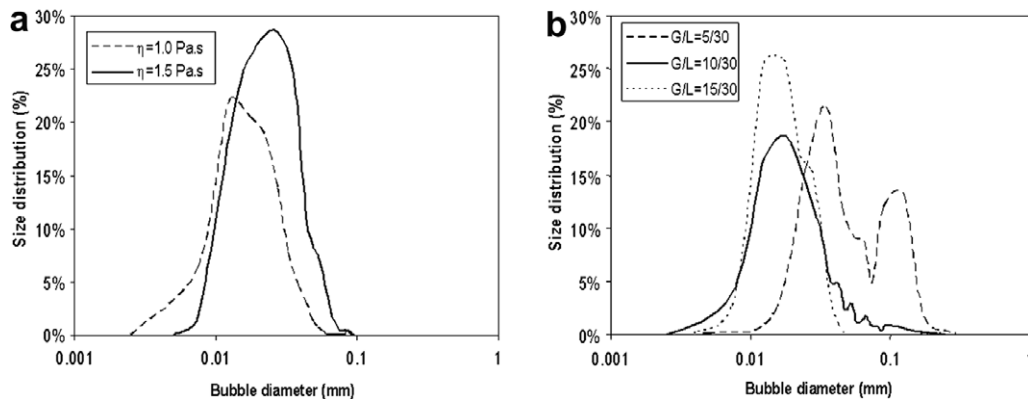 a
30%
25%
20%
15%
10%
5%
0%
Size distribution (%)
η=1.0 Pa.s
η=1.5 Pa.s
0.001
0.01
0.1
1
Bubble diameter (mm)
b
30%
25%
20%
15%
10%
5%
0%
Size distribution (%)
G/L=5/30
G/L=10/30
G/L=15/30
0.001
0.01
0.1
1
Bubble diameter (mm)